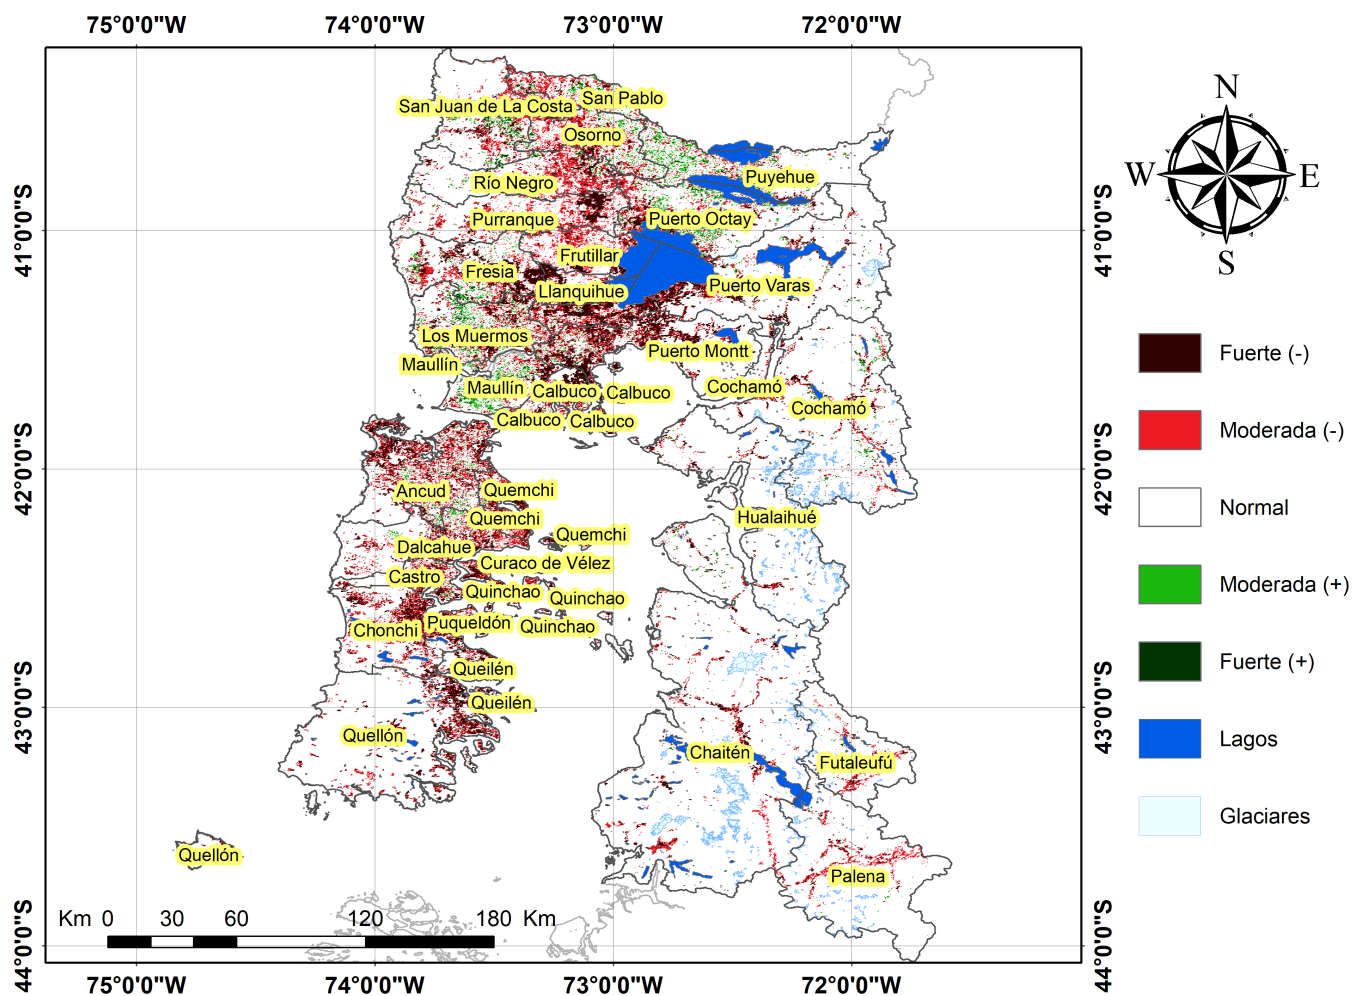 75°0'0"W 74°0'0"W 73°0'0"W 72°0'0"W
N
W E
S
San Juan de La Costa
San Pablo
Osorno
Puyehue
Río Negro
Purranque
Puerto Octay
41°0'0"S
41°0'0"S
Frutillar
Fresia
Llanquihue
Puerto Varas
Los Muermos
Puerto Montt
Maullín
Maullín
Calbuco
Calbuco
Cochamó
Cochamó
Calbuco
Calbuco
42°0'0"S
42°0'0"S
Ancud
Quemchi
Quemchi
Hualaihué
Quemchi
Dalcahue
Curaco de Vélez
Castro
Quinchao
Quinchao
Puqueldón
Quinchao
Chonchi
Queilén
Queilén
43°0'0"S
43°0'0"S
Quellón
Chaitén
Futaleufú
Quellón
Palena
Km 0 30 60 120 180 Km
44°0'0"S
44°0'0"S
75°0'0"W 74°0'0"W 73°0'0"W 72°0'0"W
Fuerte (-)
Moderada (-)
Normal
Moderada (+)
Fuerte (+)
Lagos
Glaciares